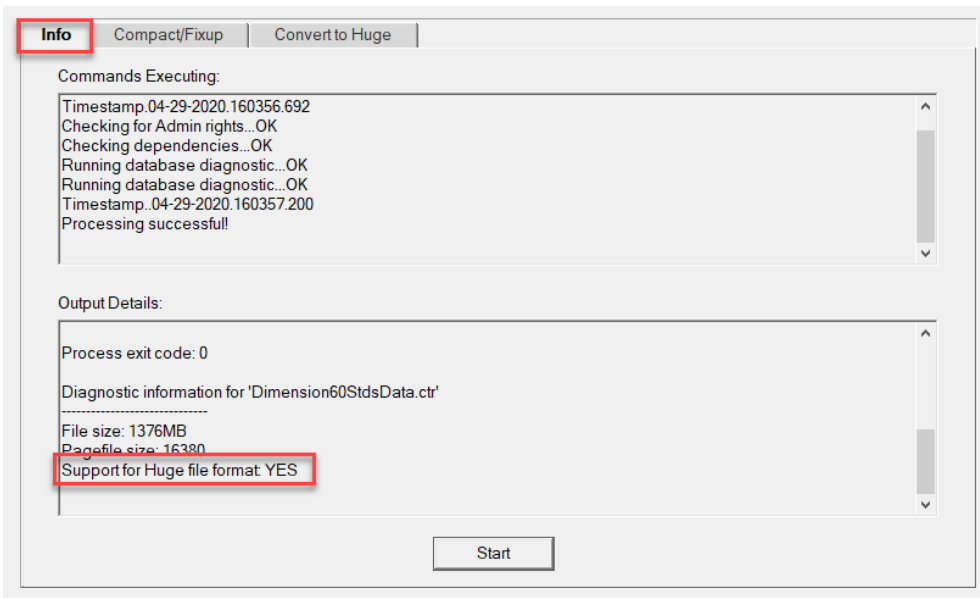 Info Compact/Fixup Convert to Huge
Commands Executing:
Timestamp.04-29-2020.160356.692
Checking for Admin rights...OK
Checking dependencies...OK
Running database diagnostic...OK
Running database diagnostic...OK
Timestamp..04-29-2020.160357.200
Processing successful!
Output Details:
Process exit code: 0
Diagnostic information for 'Dimension60StdsData.ctr'
------------------------------
File size: 1376MB
Pagefile size: 16380
Support for Huge file format: YES
Start